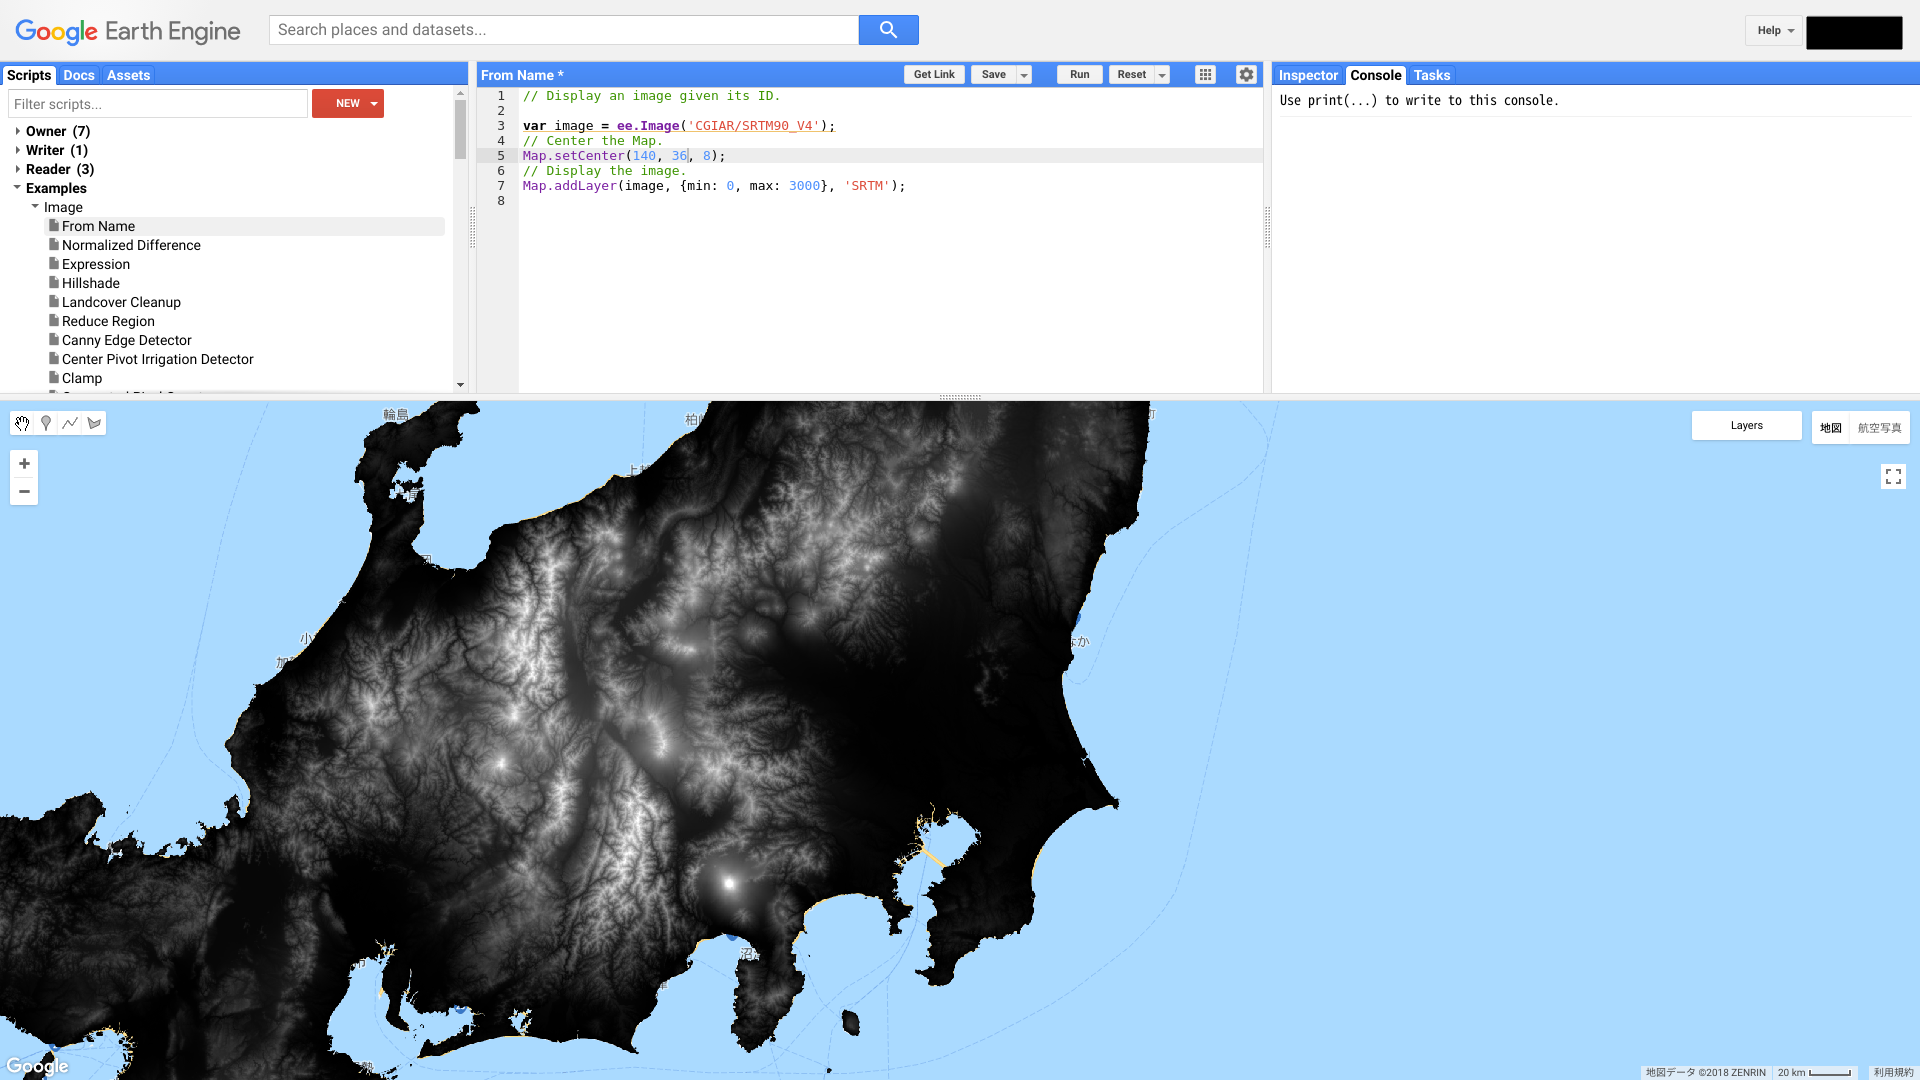 Google Earth Engine
Search places and datasets...
Help
Scripts Docs Assets
Filter scripts...
NEW
Owner (7)
Writer (1)
Reader (3)
Examples
Image
From Name
Normalized Difference
Expression
Hillshade
Landcover Cleanup
Reduce Region
Canny Edge Detector
Center Pivot Irrigation Detector
Clamp
From Name *
Get Link Save Run Reset
1 // Display an image given its ID.
2
3 var image = ee.Image('CGIAR/SRTM90_V4');
4 // Center the Map.
5 Map.setCenter(140, 36, 8);
6 // Display the image.
7 Map.addLayer(image, {min: 0, max: 3000}, 'SRTM');
8
Inspector Console Tasks
Use print(...) to write to this console.
輪島
Layers
地図 航空写真
Google
地図データ ©2018 ZENRIN 20 km 利用規約